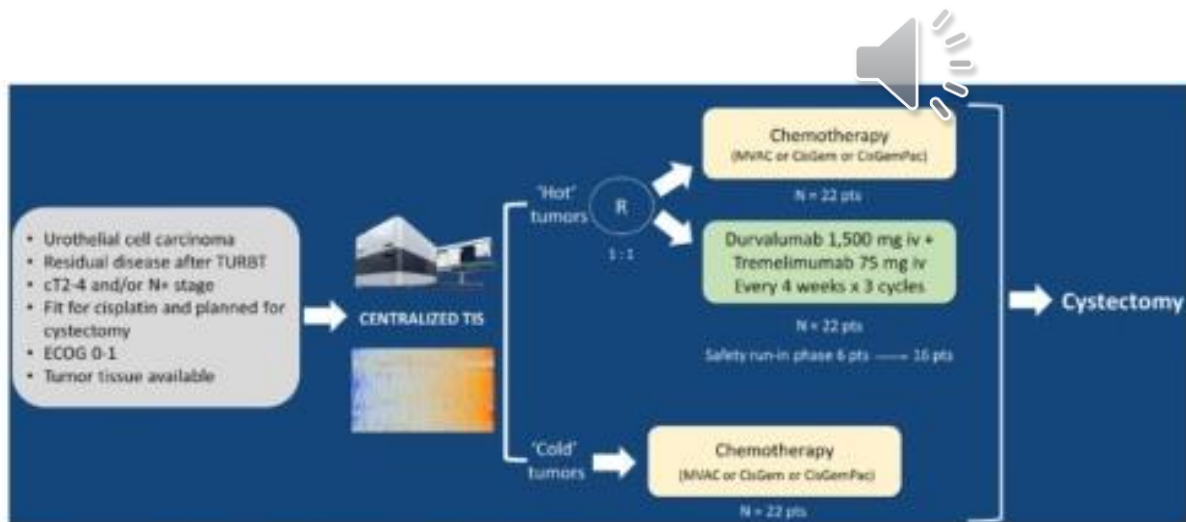 • Urothelial cell carcinoma
• Residual disease after TURBT
• cT2-4 and/or N+ stage
• Fit for cisplatin and planned for
cystectomy
• ECOG 0-1
• Tumor tissue available
CENTRALIZED TIS
'Hot'
tumors
R
1 : 1
Chemotherapy
(MVAC or CisGem or CisGemPac)
N = 22 pts
Durvalumab 1,500 mg iv +
Tremelimumab 75 mg iv
Every 4 weeks x 3 cycles
N = 22 pts
Safety run-in phase 6 pts → 16 pts
'Cold'
tumors
Chemotherapy
(MVAC or CisGem or CisGemPac)
N = 22 pts
Cystectomy